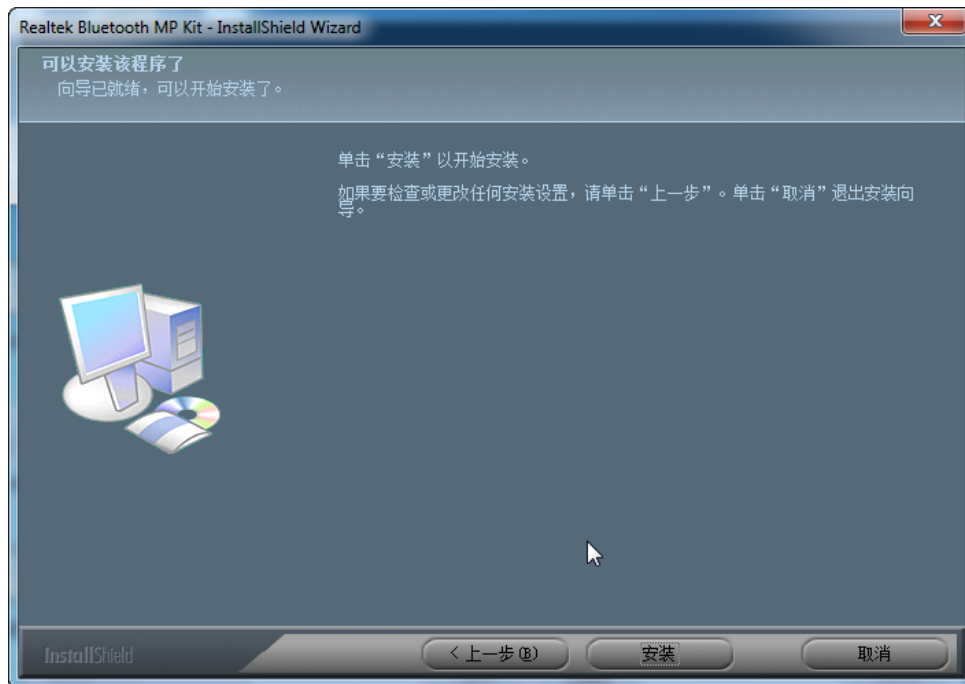 Realtek Bluetooth MP Kit - InstallShield Wizard
可以安装该程序了
向导已就绪，可以开始安装了。
单击“安装”以开始安装。
如果要检查或更改任何安装设置，请单击“上一步”。单击“取消”退出安装向
导。
InstallShield
< 上一步(B)
安装
取消